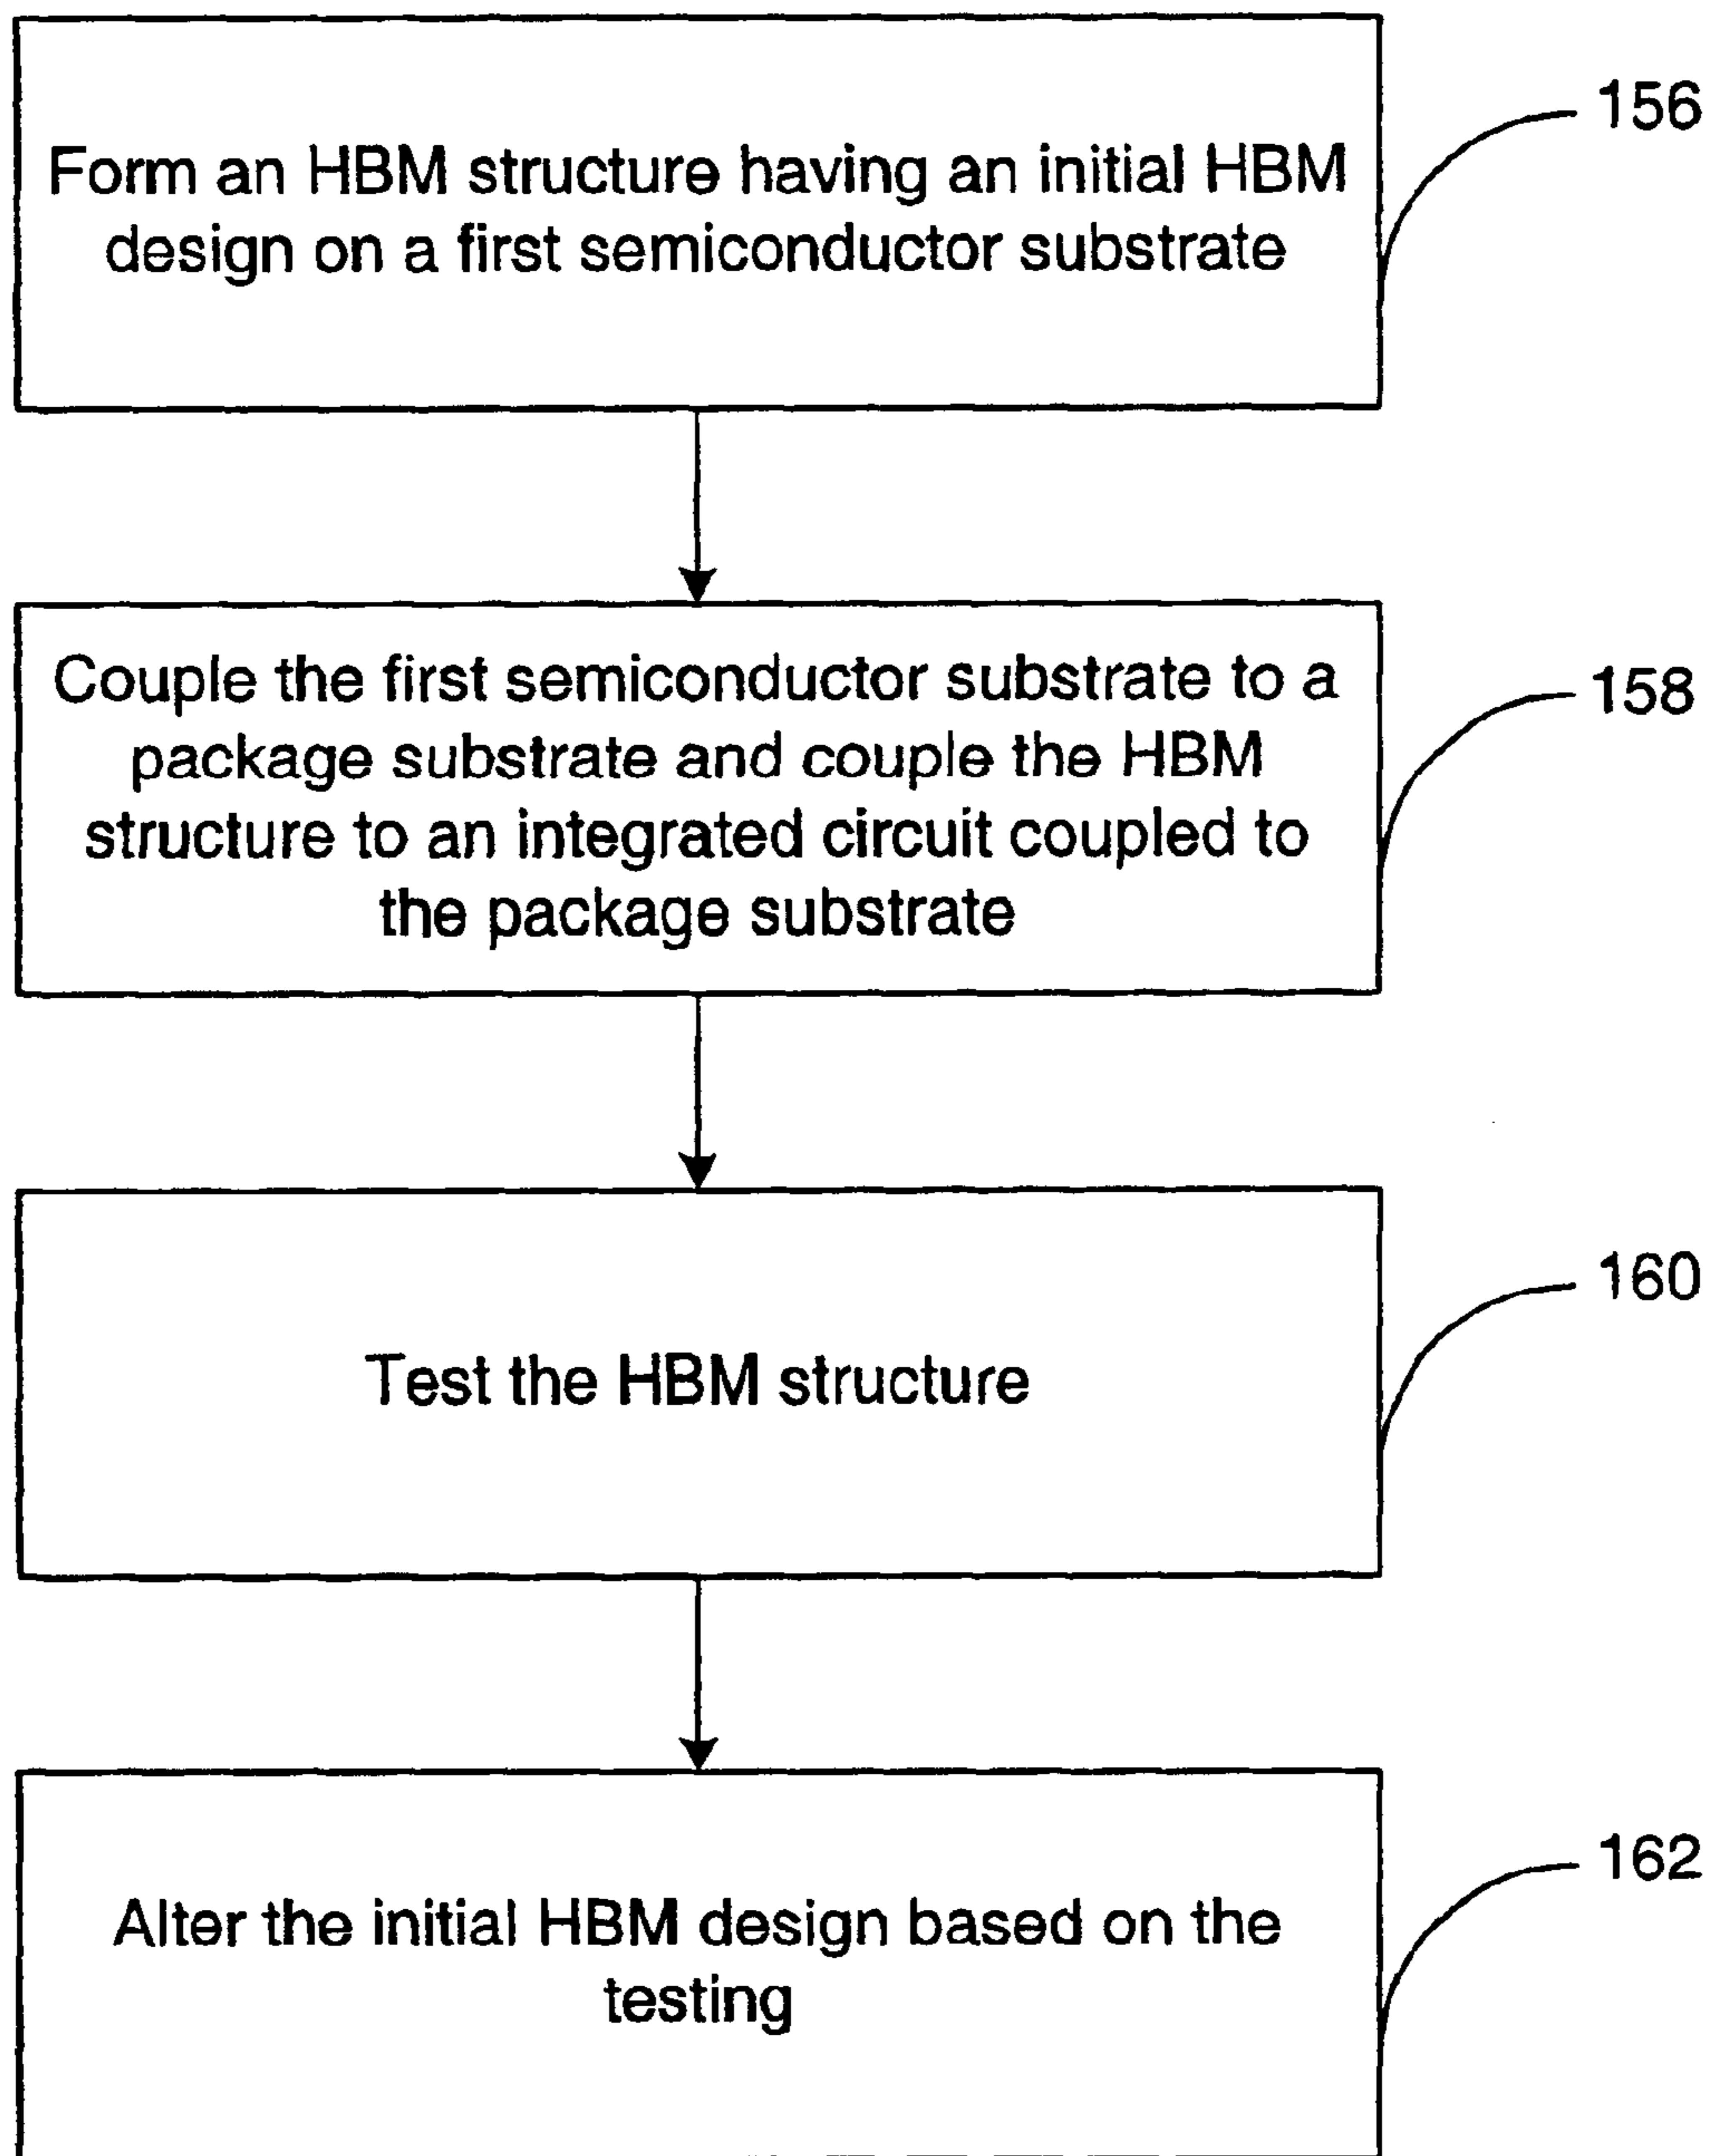 Form an HBM structure having an initial HBM
design on a first semiconductor substrate
156
Couple the first semiconductor substrate to a
package substrate and couple the HBM
structure to an integrated circuit coupled to
the package substrate
158
Test the HBM structure
160
Alter the initial HBM design based on the
testing
162